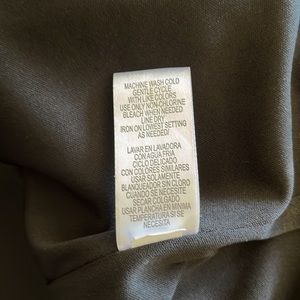 MACHINE WASH COLD
GENTLE CYCLE
WITH LIKE COLORS
USE ONLY NON-CHLORINE
BLEACH WHEN NEEDED
LINE DRY
IRON ON LOWEST SETTING
AS NEEDED!
LAVAR EN LAVADORA
CON AGUA FRIA
CICLO DELICADO
CON COLORES SIMILARES
USAR SOLAMENTE
BLANQUEADOR SIN CLORO
CUANDO SE NECESITE
SECAR COLGADO
USAR PLANCHA EN MINIMA
TEMPERATURA SI SE
NECESITA